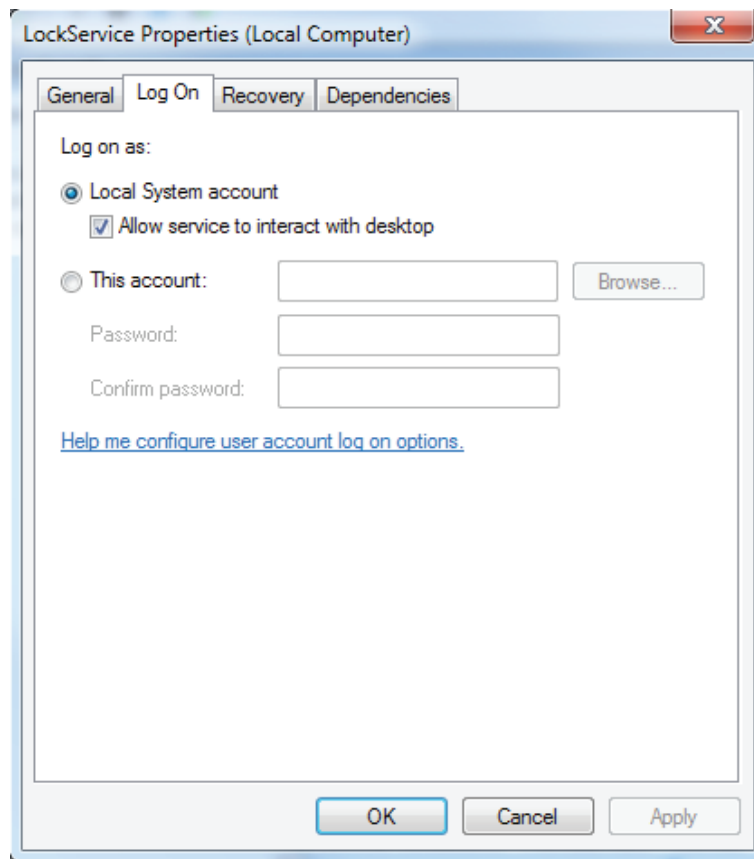 LockService Properties (Local Computer)
General Log On Recovery Dependencies
Log on as:
Local System account
Allow service to interact with desktop
This account: Browse...
Password:
Confirm password:
Help me configure user account log on options.
OK Cancel Apply